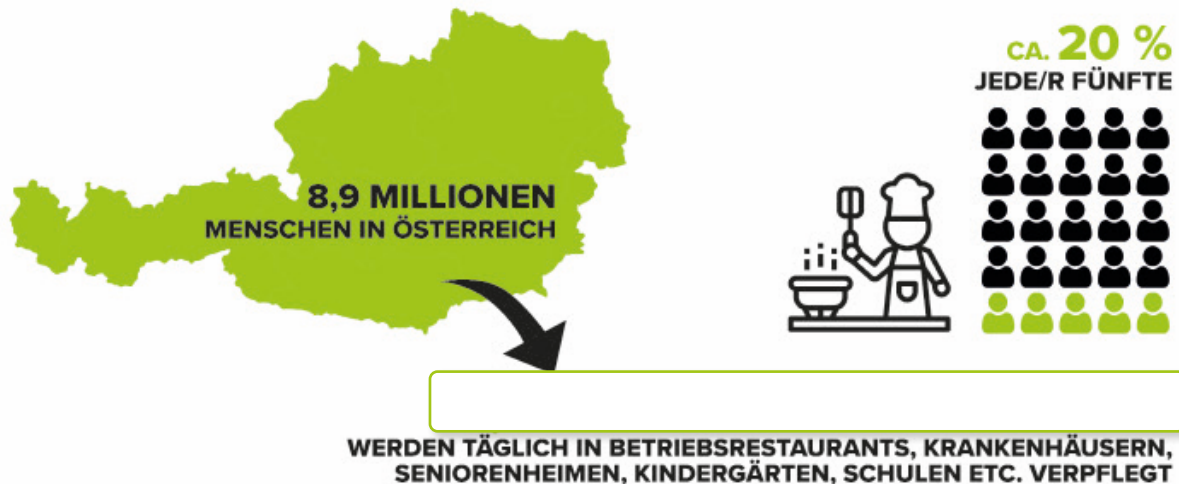 CA. 20 %
JEDE/R FÜNFTE
8,9 MILLIONEN
MENSCHEN IN ÖSTERREICH
WERDEN TÄGLICH IN BETRIEBSRESTAURANTS, KRANKENHÄUSERN,
SENIORENHEIMEN, KINDERGÄRTEN, SCHULEN ETC. VERPFLEGT